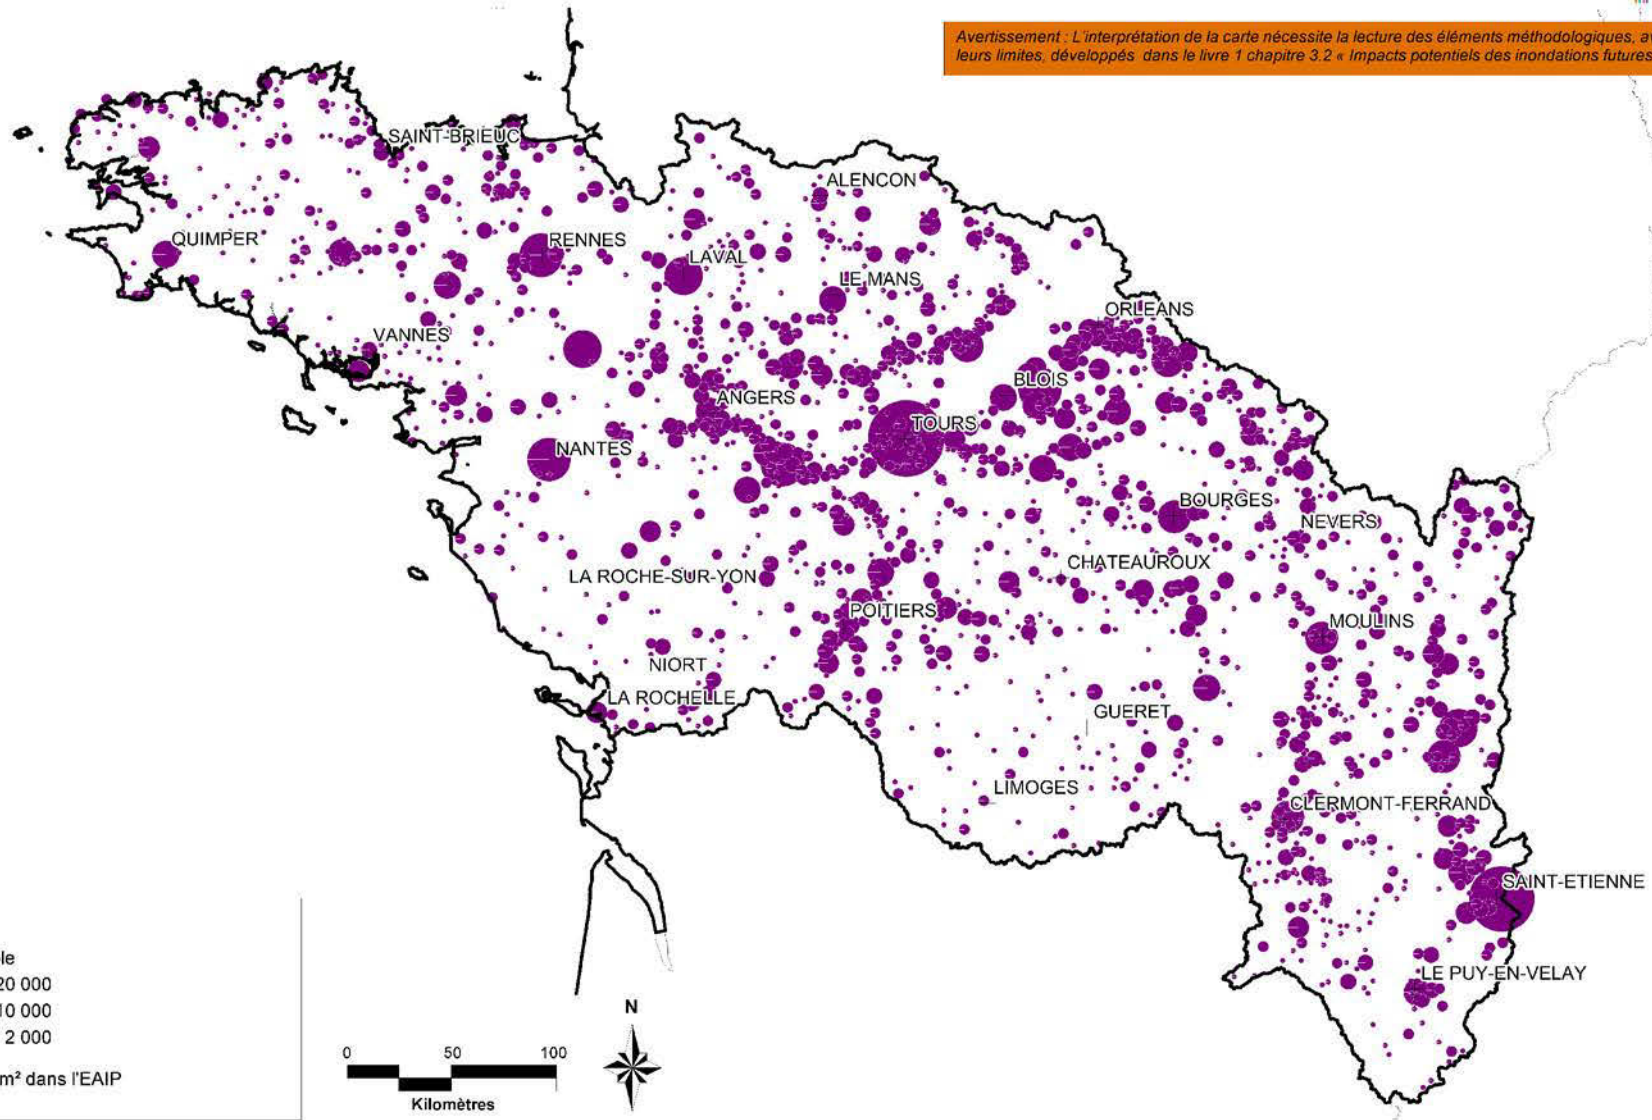 Avertissement : L'interprétation de la carte nécessite la lecture des éléments méthodologiques, av
leurs limites, développés dans le livre 1 chapitre 3.2 « Impacts potentiels des inondations futures
SAINT-BRIEUC
ALENCON
QUIMPER
RENNES
LAVAL
LE MANS
ORLEANS
VANNES
BLOIS
ANGERS
TOURS
NANTES
BOURGES
NEVERS
CHATEAUROUX
LA ROCHE-SUR-YON
POITIERS
MOULINS
NIORT
LA ROCHELLE
GUERET
LIMOGES
CLERMONT-FERRAND
SAINT-ETIENNE
LE PUY-EN-VELAY
le
20 000
10 000
2 000
m² dans l'EAIP
0 50 100
Kilomètres
N